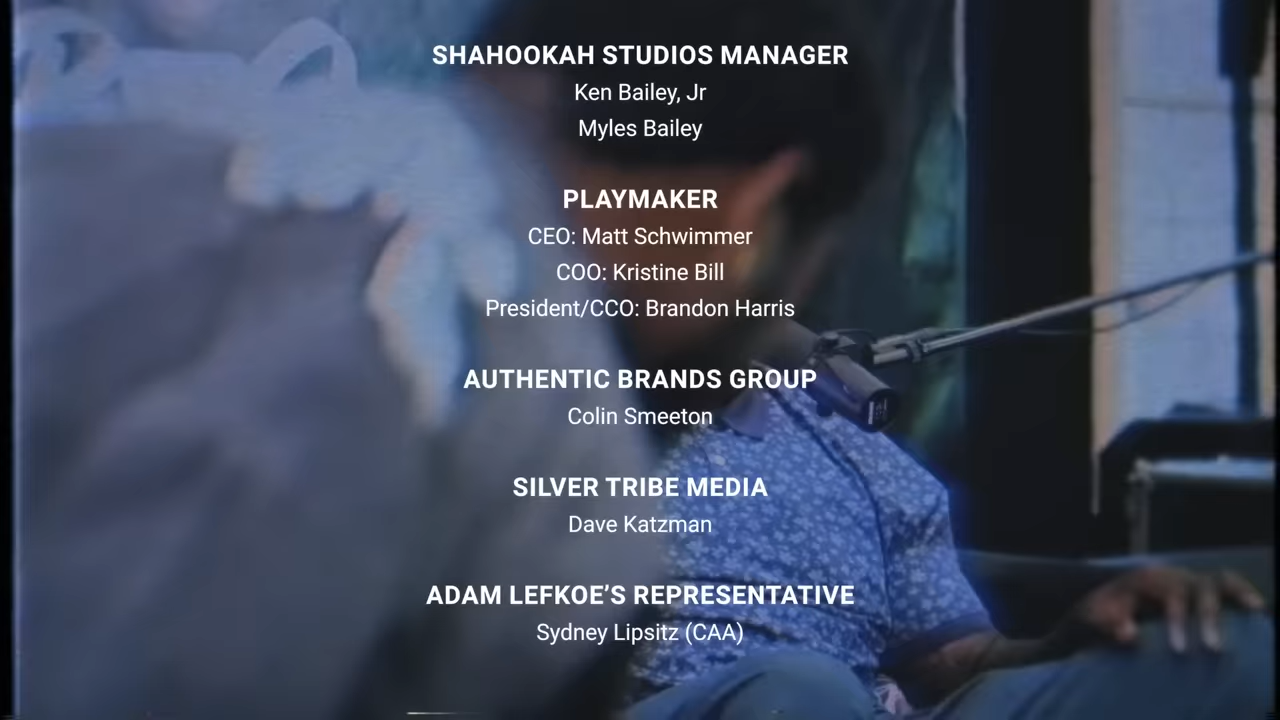 SHAHOOKAH STUDIOS MANAGER
Ken Bailey, Jr
Myles Bailey
PLAYMAKER
CEO: Matt Schwimmer
COO: Kristine Bill
President/CCO: Brandon Harris
AUTHENTIC BRANDS GROUP
Colin Smeeton
SILVER TRIBE MEDIA
Dave Katzman
ADAM LEFKOE’S REPRESENTATIVE
Sydney Lipsitz (CAA)